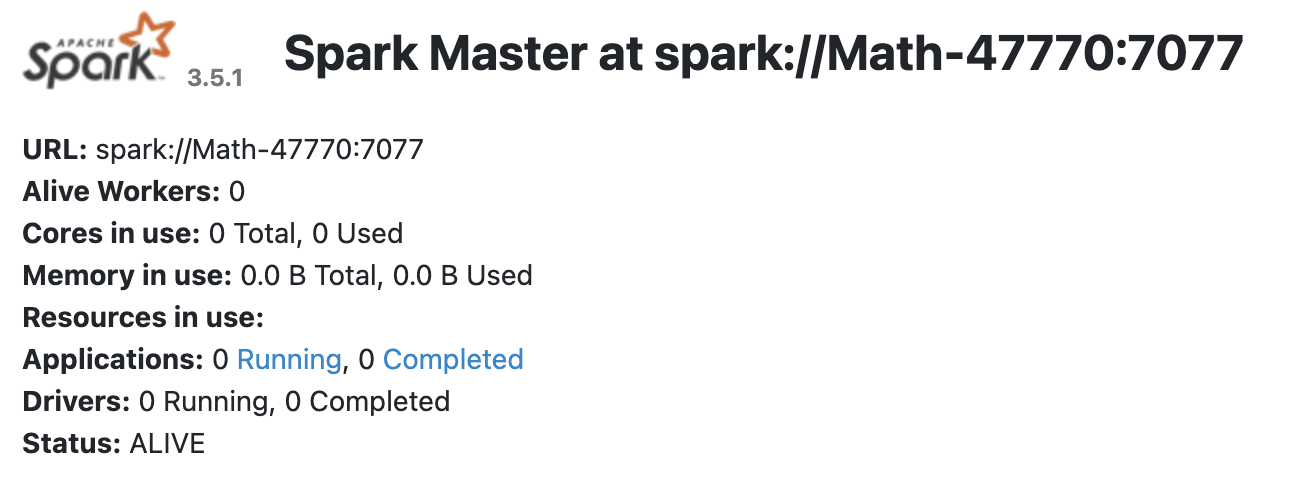 APACHE
Spark™ 3.5.1 Spark Master at spark://Math-47770:7077
URL: spark://Math-47770:7077
Alive Workers: 0
Cores in use: 0 Total, 0 Used
Memory in use: 0.0 B Total, 0.0 B Used
Resources in use:
Applications: 0 Running, 0 Completed
Drivers: 0 Running, 0 Completed
Status: ALIVE